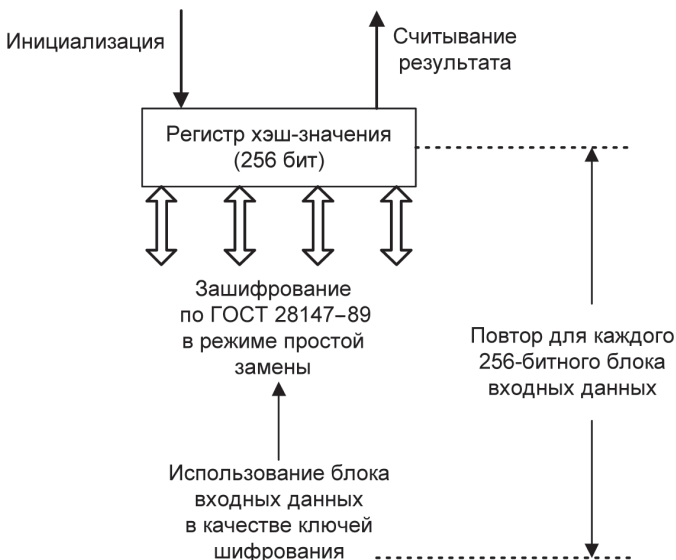 Инициализация
Считывание
результата
Регистр хэш-значения
(256 бит)
Зашифрование
по ГОСТ 28147–89
в режиме простой
замены
Повтор для каждого
256-битного блока
входных данных
Использование блока
входных данных
в качестве ключей
шифрования